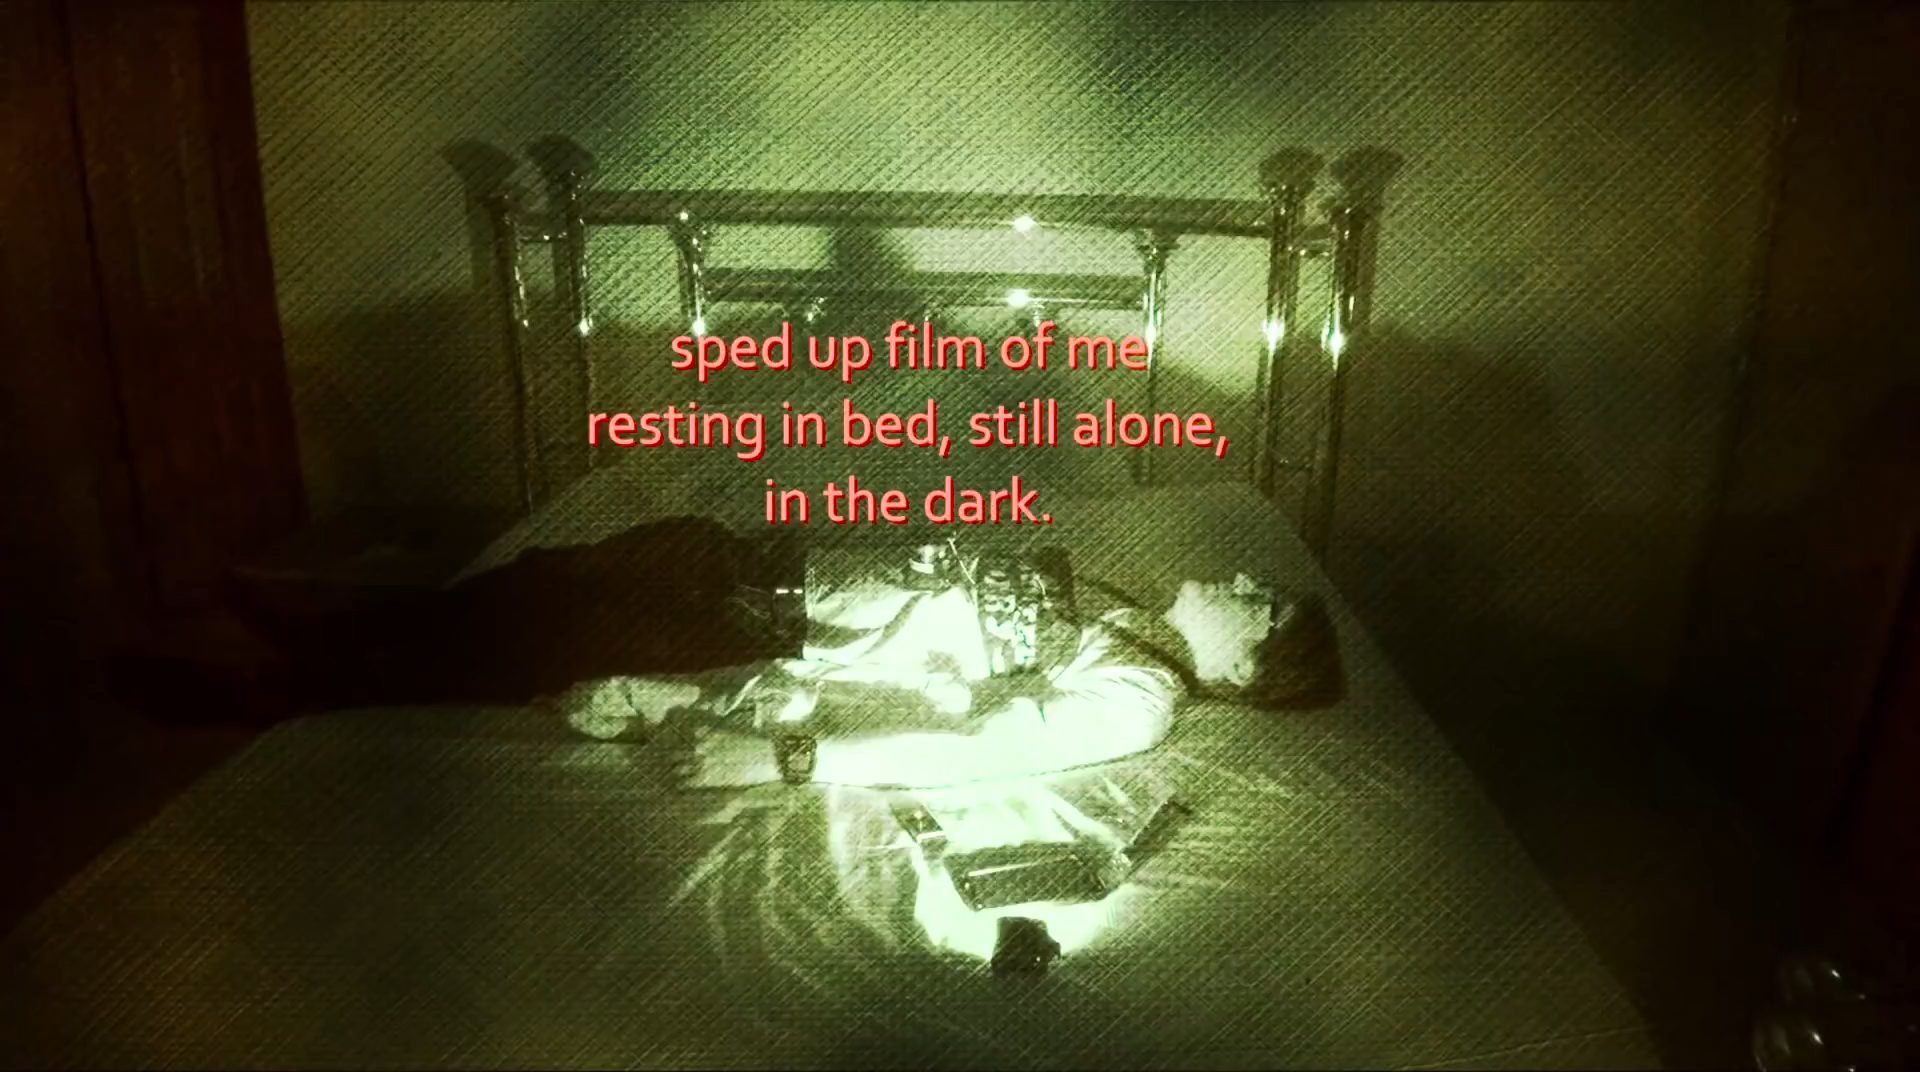 sped up film of me
resting in bed, still alone,
in the dark.